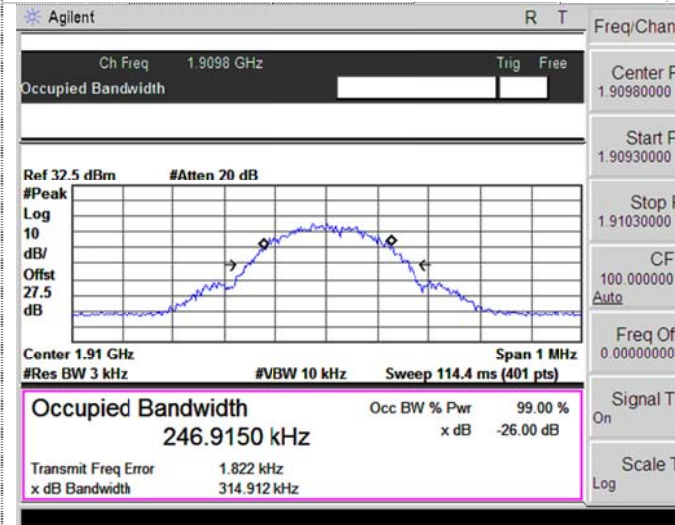 Agilent R T
Ch Freq 1.9098 GHz Trig Free
Occupied Bandwidth
Ref 32.5 dBm #Atten 20 dB
#Peak
Log
10
dB/
Offst
27.5
dB
Center 1.91 GHz Span 1 MHz
#Res BW 3 kHz #VBW 10 kHz Sweep 114.4 ms (401 pts)
Occupied Bandwidth Occ BW % Pwr 99.00 %
246.9150 kHz x dB -26.00 dB
Transmit Freq Error 1.822 kHz
x dB Bandwidth 314.912 kHz
Freq/Chan
Center F
1.90980000
Start F
1.90930000
Stop F
1.91030000
CF
100.000000
Auto
Freq Of
0.00000000
Signal T
On
Scale T
Log